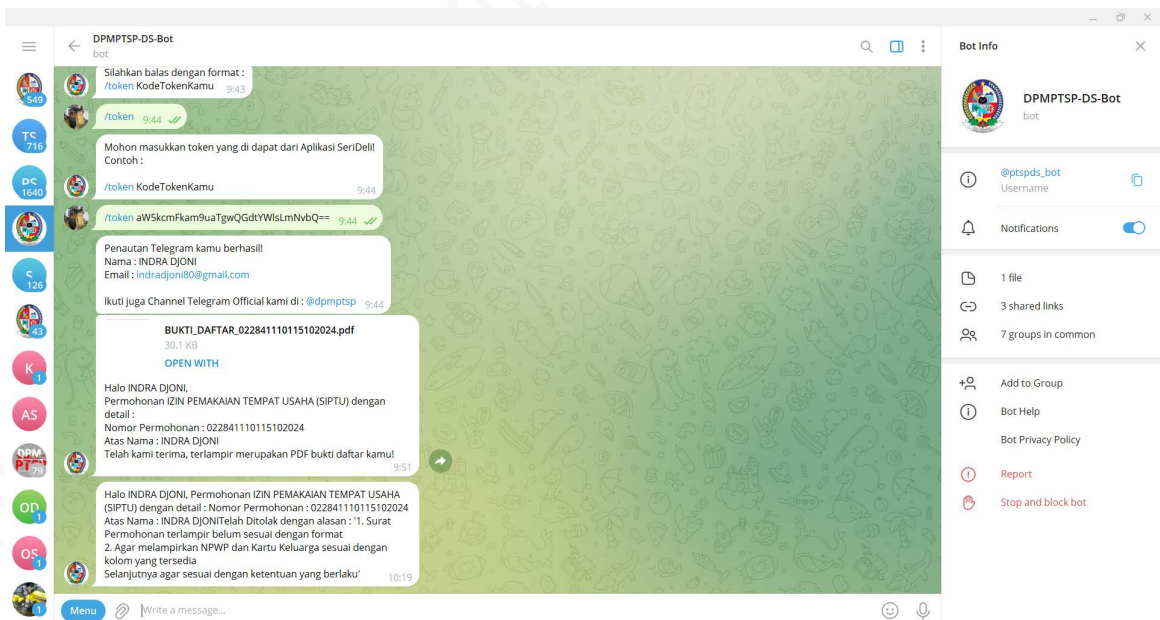 DPMPTSP-DS-Bot
bot
549
TS
716
PS
1640
S
126
43
K
1
AS
DPM
PTSP
79
OD
1
OS
1
1
Silahkan balas dengan format :
/token KodeTokenKamu 9:43
/token 9:44
Mohon masukkan token yang di dapat dari Aplikasi SeriDeli!
Contoh :
/token KodeTokenKamu 9:44
/token aW5kcmFkam9uaTgwQGdtYWlsLmNvbQ== 9:44
Penautan Telegram kamu berhasil!
Nama : INDRA DJONI
Email : indradjoni80@gmail.com
Ikuti juga Channel Telegram Official kami di : @dpmptsp 9:44
BUKTI_DAFTAR_022841110115102024.pdf
30.1 KB
OPEN WITH
Halo INDRA DJONI,
Permohonan IZIN PEMAKAIAN TEMPAT USAHA (SIPTU) dengan
detail :
Nomor Permohonan : 022841110115102024
Atas Nama : INDRA DJONI
Telah kami terima, terlampir merupakan PDF bukti daftar kamu!
9:51
Halo INDRA DJONI, Permohonan IZIN PEMAKAIAN TEMPAT USAHA
(SIPTU) dengan detail : Nomor Permohonan : 022841110115102024
Atas Nama : INDRA DJONITelah Ditolak dengan alasan : '1. Surat
Permohonan terlampir belum sesuai dengan format
2. Agar melampirkan NPWP dan Kartu Keluarga sesuai dengan
kolom yang tersedia
Selanjutnya agar sesuai dengan ketentuan yang berlaku' 10:19
Menu
Write a message...
Bot Info
DPMPTSP-DS-Bot
bot
@ptspds_bot
Username
Notifications
1 file
3 shared links
7 groups in common
Add to Group
Bot Help
Bot Privacy Policy
Report
Stop and block bot